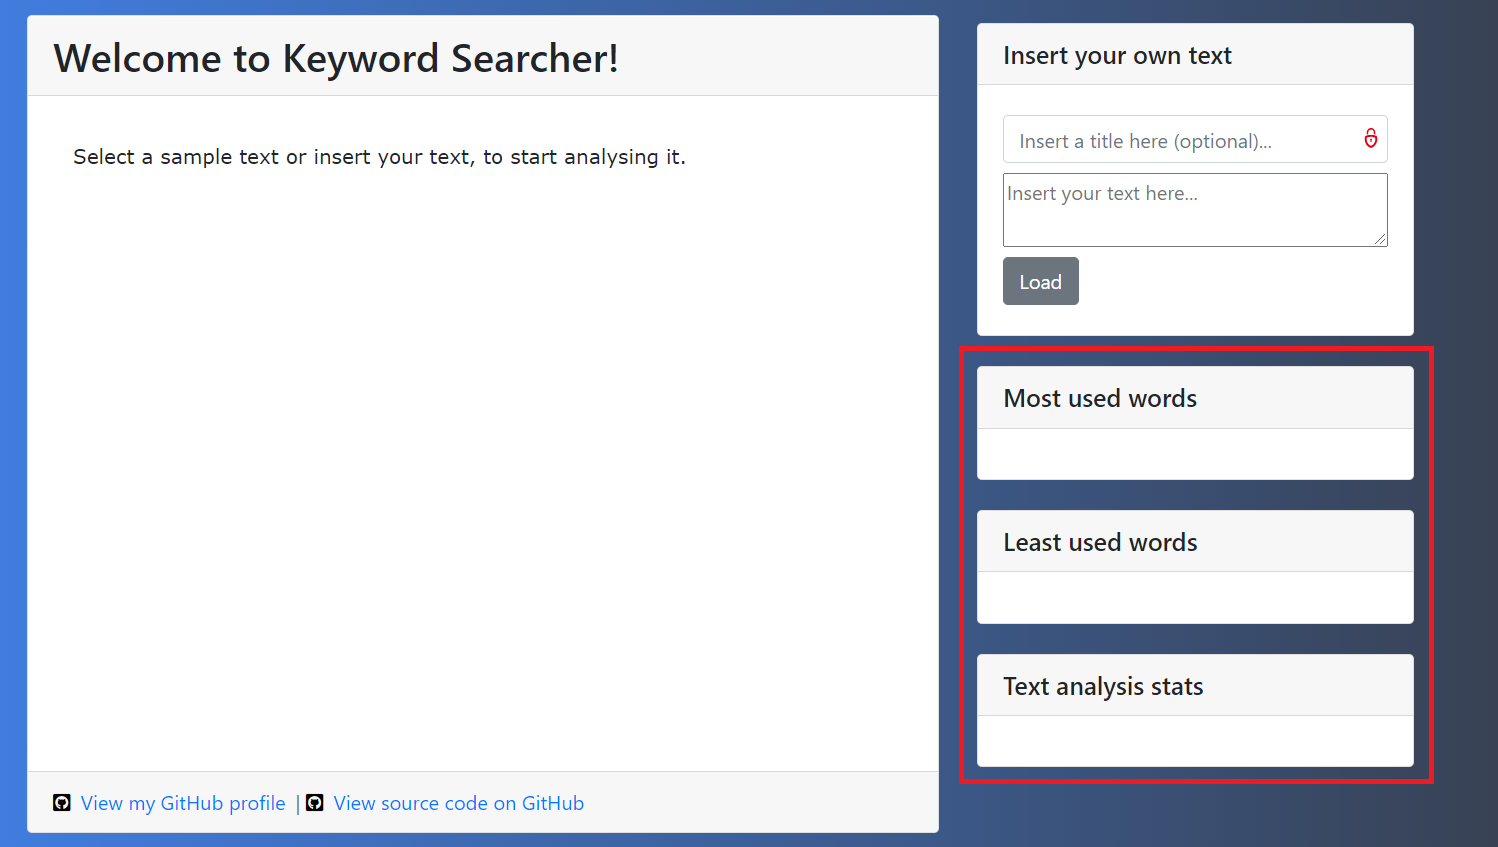 Welcome to Keyword Searcher!
Select a sample text or insert your text, to start analysing it.
View my GitHub profile | View source code on GitHub
Insert your own text
Insert a title here (optional)...
Insert your text here...
Load
Most used words
Least used words
Text analysis stats